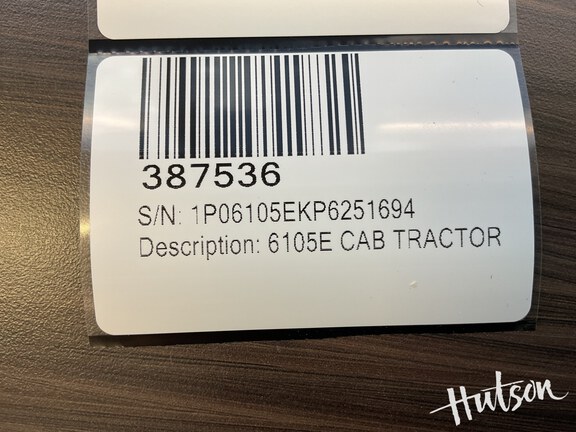 387536
S/N: 1P06105EKP6251694
Description: 6105E CAB TRACTOR
Hutson